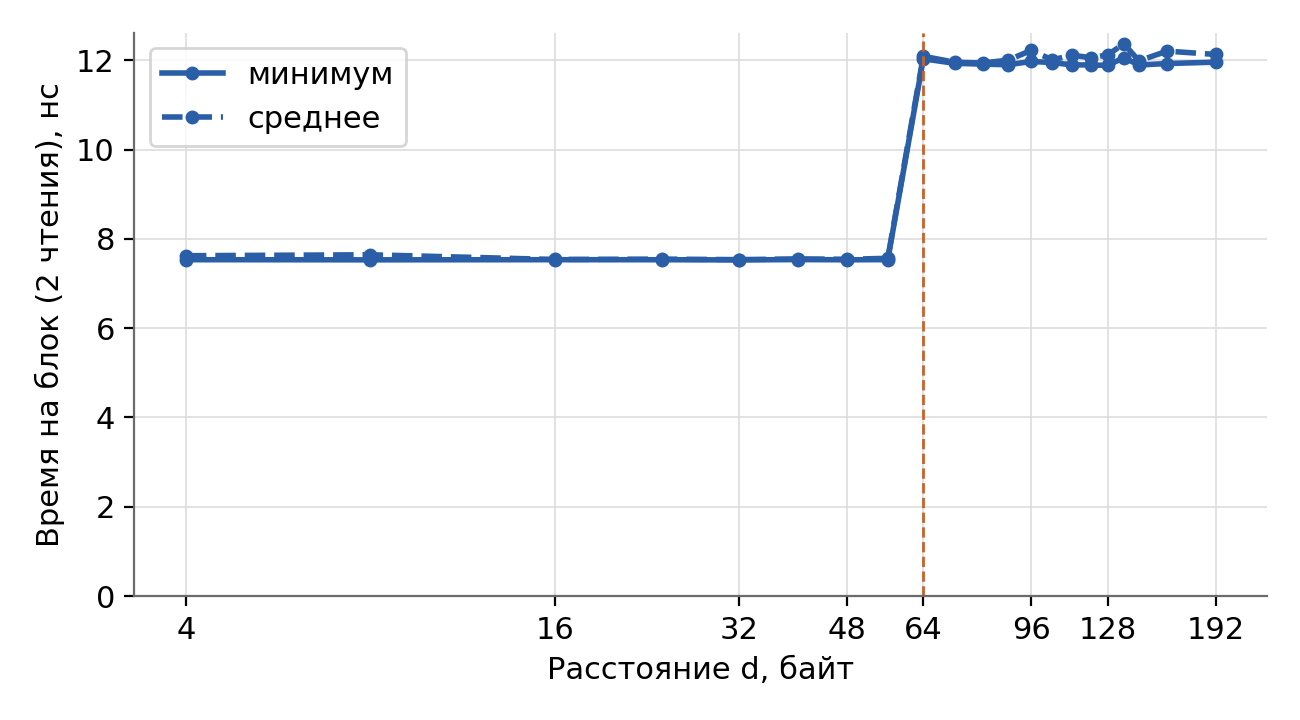 минимум
среднее
Время на блок (2 чтения), нс
12
10
8
6
4
2
0
4 16 32 48 64 96 128 192
Расстояние d, байт